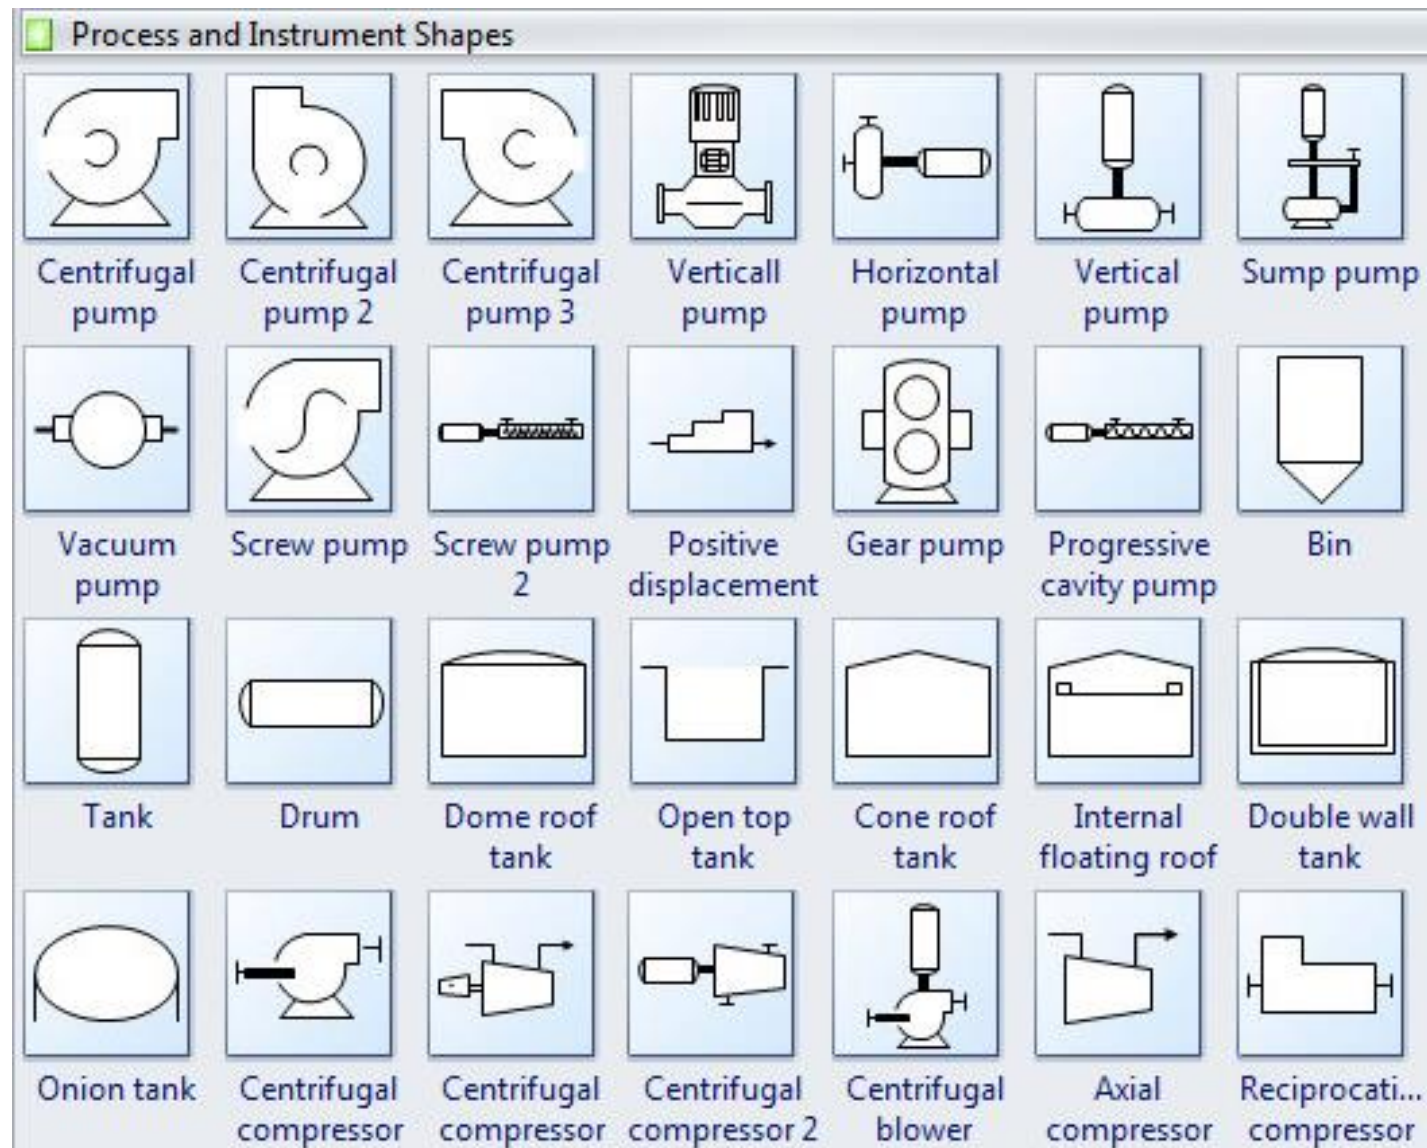 Process and Instrument Shapes
Centrifugal
pump
Centrifugal
pump 2
Centrifugal
pump 3
Verticall
pump
Horizontal
pump
Vertical
pump
Sump pump
Vacuum
pump
Screw pump
Screw pump
2
Positive
displacement
Gear pump
Progressive
cavity pump
Bin
Tank
Drum
Dome roof
tank
Open top
tank
Cone roof
tank
Internal
floating roof
Double wall
tank
Onion tank
Centrifugal
compressor
Centrifugal
compressor
Centrifugal
compressor 2
Centrifugal
blower
Axial
compressor
Reciprocati...
compressor